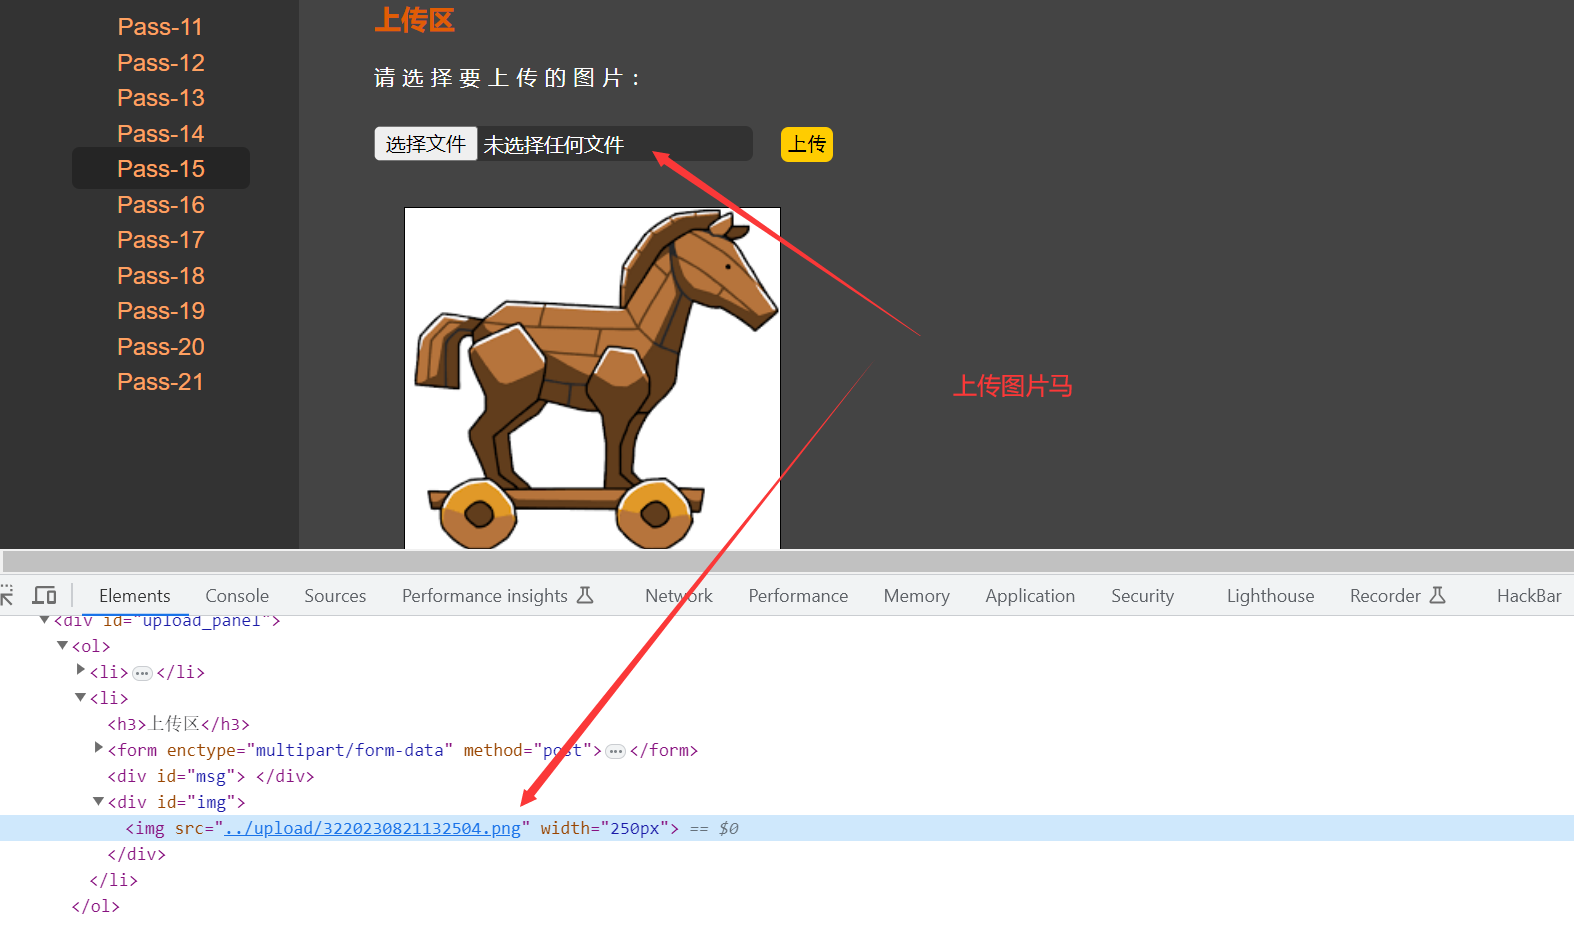 Pass-11
Pass-12
Pass-13
Pass-14
Pass-15
Pass-16
Pass-17
Pass-18
Pass-19
Pass-20
Pass-21
上传区
请选择要上传的图片：
选择文件 未选择任何文件 上传
上传图片马
Elements Console Sources Performance insights Network Performance Memory Application Security Lighthouse Recorder HackBar
<div id="upload_panel">
<ol>
<li>…</li>
<li>
<h3>上传区</h3>
<form enctype="multipart/form-data" method="post">…</form>
<div id="msg"> </div>
<div id="img">
<img src="../upload/3220230821132504.png" width="250px"> == $0
</div>
</li>
</ol>